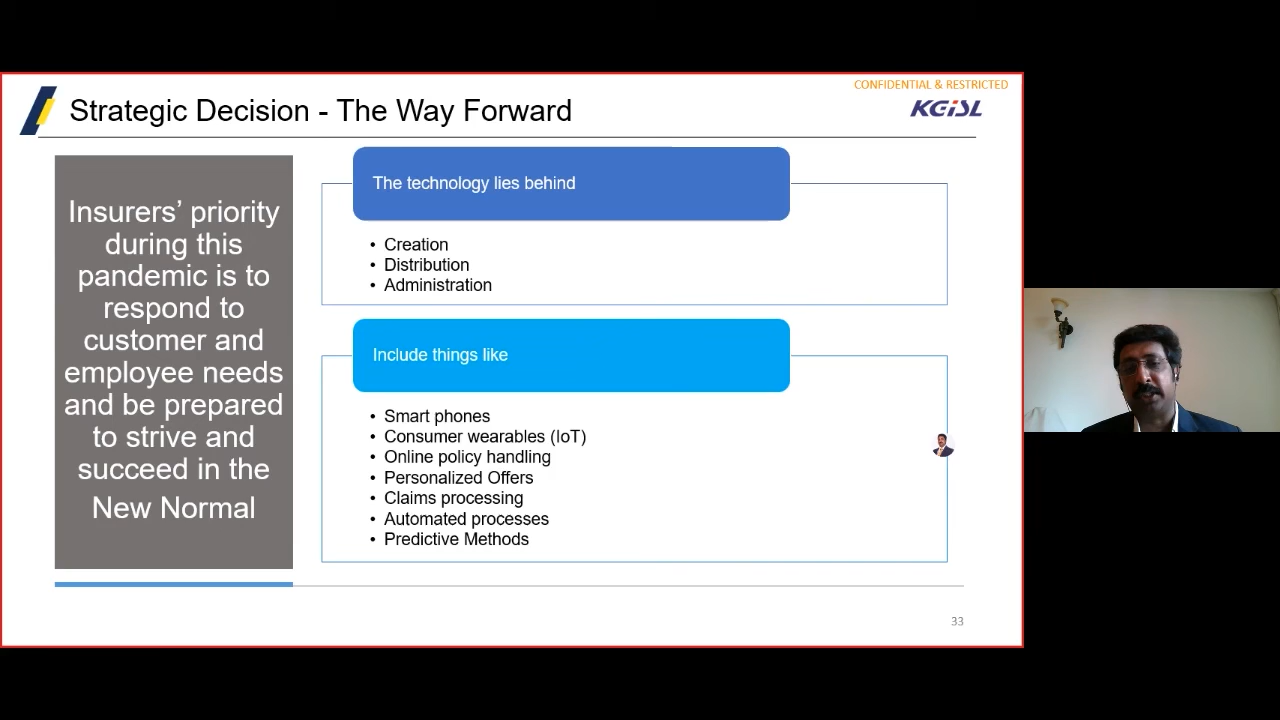 CONFIDENTIAL & RESTRICTED
Strategic Decision - The Way Forward
KGiSL
Insurers’ priority
during this
pandemic is to
respond to
customer and
employee needs
and be prepared
to strive and
succeed in the
New Normal
The technology lies behind
• Creation
• Distribution
• Administration
Include things like
• Smart phones
• Consumer wearables (IoT)
• Online policy handling
• Personalized Offers
• Claims processing
• Automated processes
• Predictive Methods
33